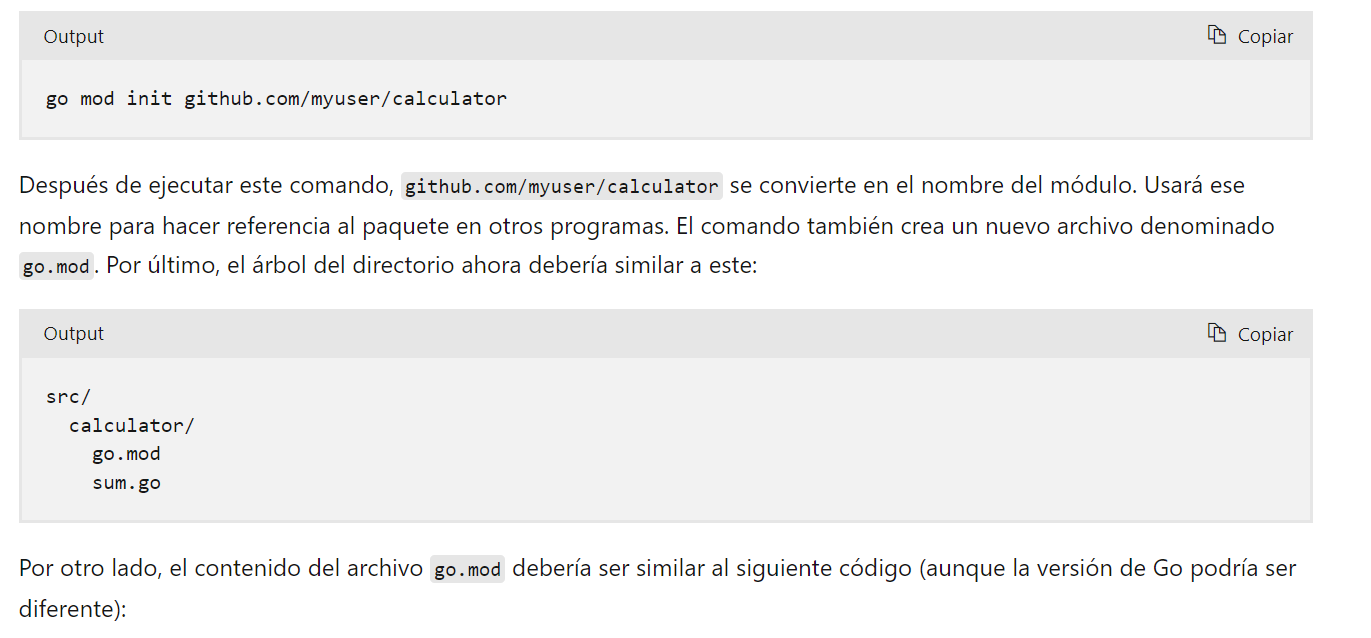 Output
Copiar
go mod init github.com/myuser/calculator
Después de ejecutar este comando, github.com/myuser/calculator se convierte en el nombre del módulo. Usará ese
nombre para hacer referencia al paquete en otros programas. El comando también crea un nuevo archivo denominado
go.mod. Por último, el árbol del directorio ahora debería similar a este:
Output
Copiar
src/
  calculator/
    go.mod
    sum.go
Por otro lado, el contenido del archivo go.mod debería ser similar al siguiente código (aunque la versión de Go podría ser
diferente):